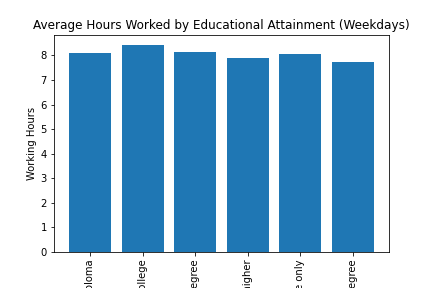 Average Hours Worked by Educational Attainment (Weekdays)
Working Hours
8
7
6
5
4
3
2
1
0
ploma
ollege
egree
higher
e only
egree